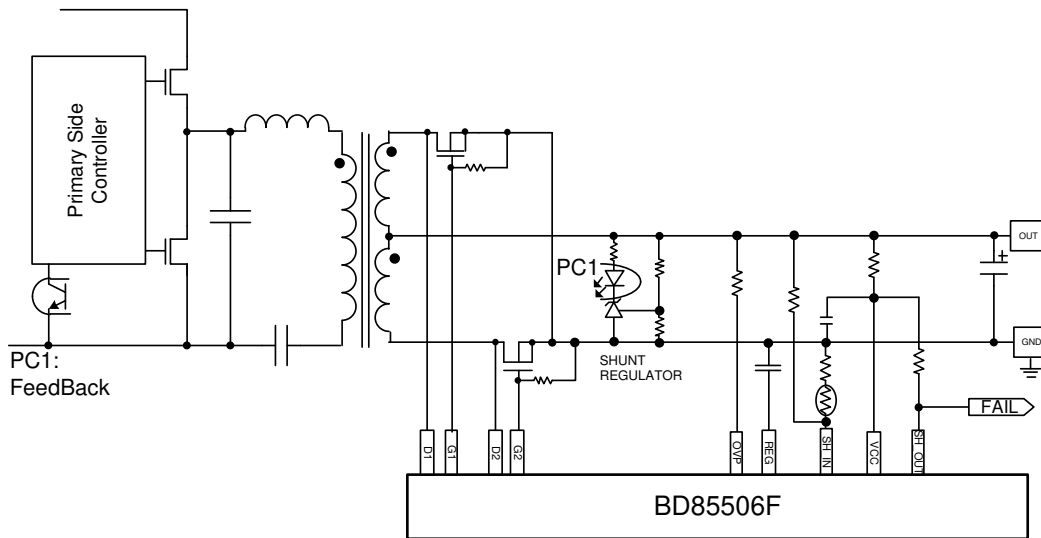 Primary Side
Controller
PC1:
FeedBack
PC1
SHUNT
REGULATOR
OUT
GND
FAIL
D1
G1
D2
G2
OVP
REG
SH_IN
VCC
SH_OUT
BD85506F